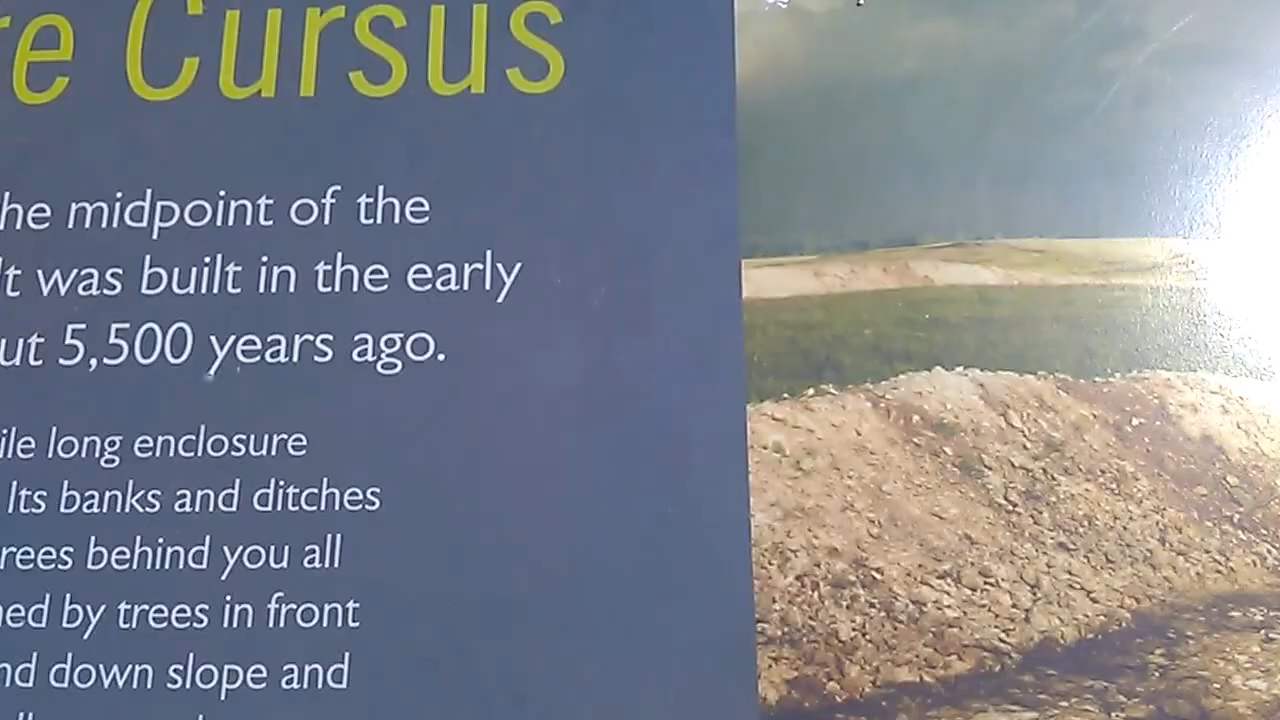 re Cursus
he midpoint of the
It was built in the early
ut 5,500 years ago.
ile long enclosure
Its banks and ditches
rees behind you all
ned by trees in front
nd down slope and